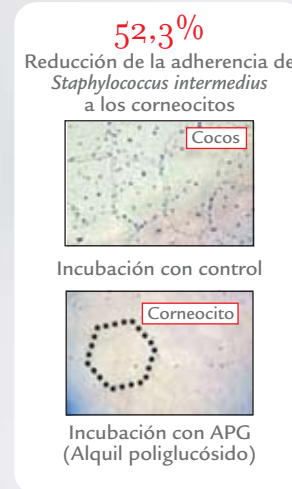 52,3%
Reducción de la adherencia de
Staphylococcus intermedius
a los corneocitos
Cocos
Incubación con control
Corneocito
Incubación con APG
(Alquil poliglucósido)